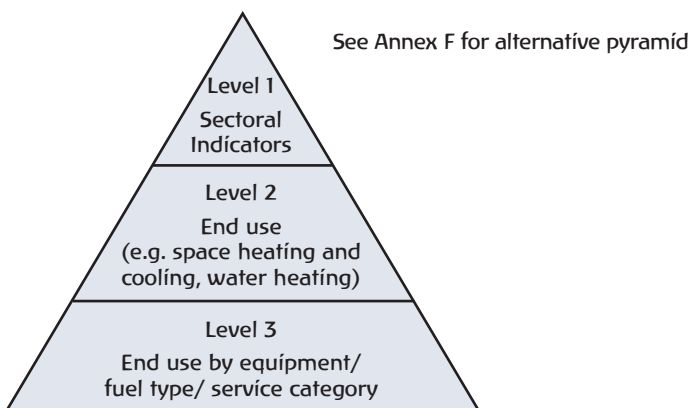 See Annex F for alternative pyramid
Level 1
Sectoral
Indicators
Level 2
End use
(e.g. space heating and
cooling, water heating)
Level 3
End use by equipment/
fuel type/ service category